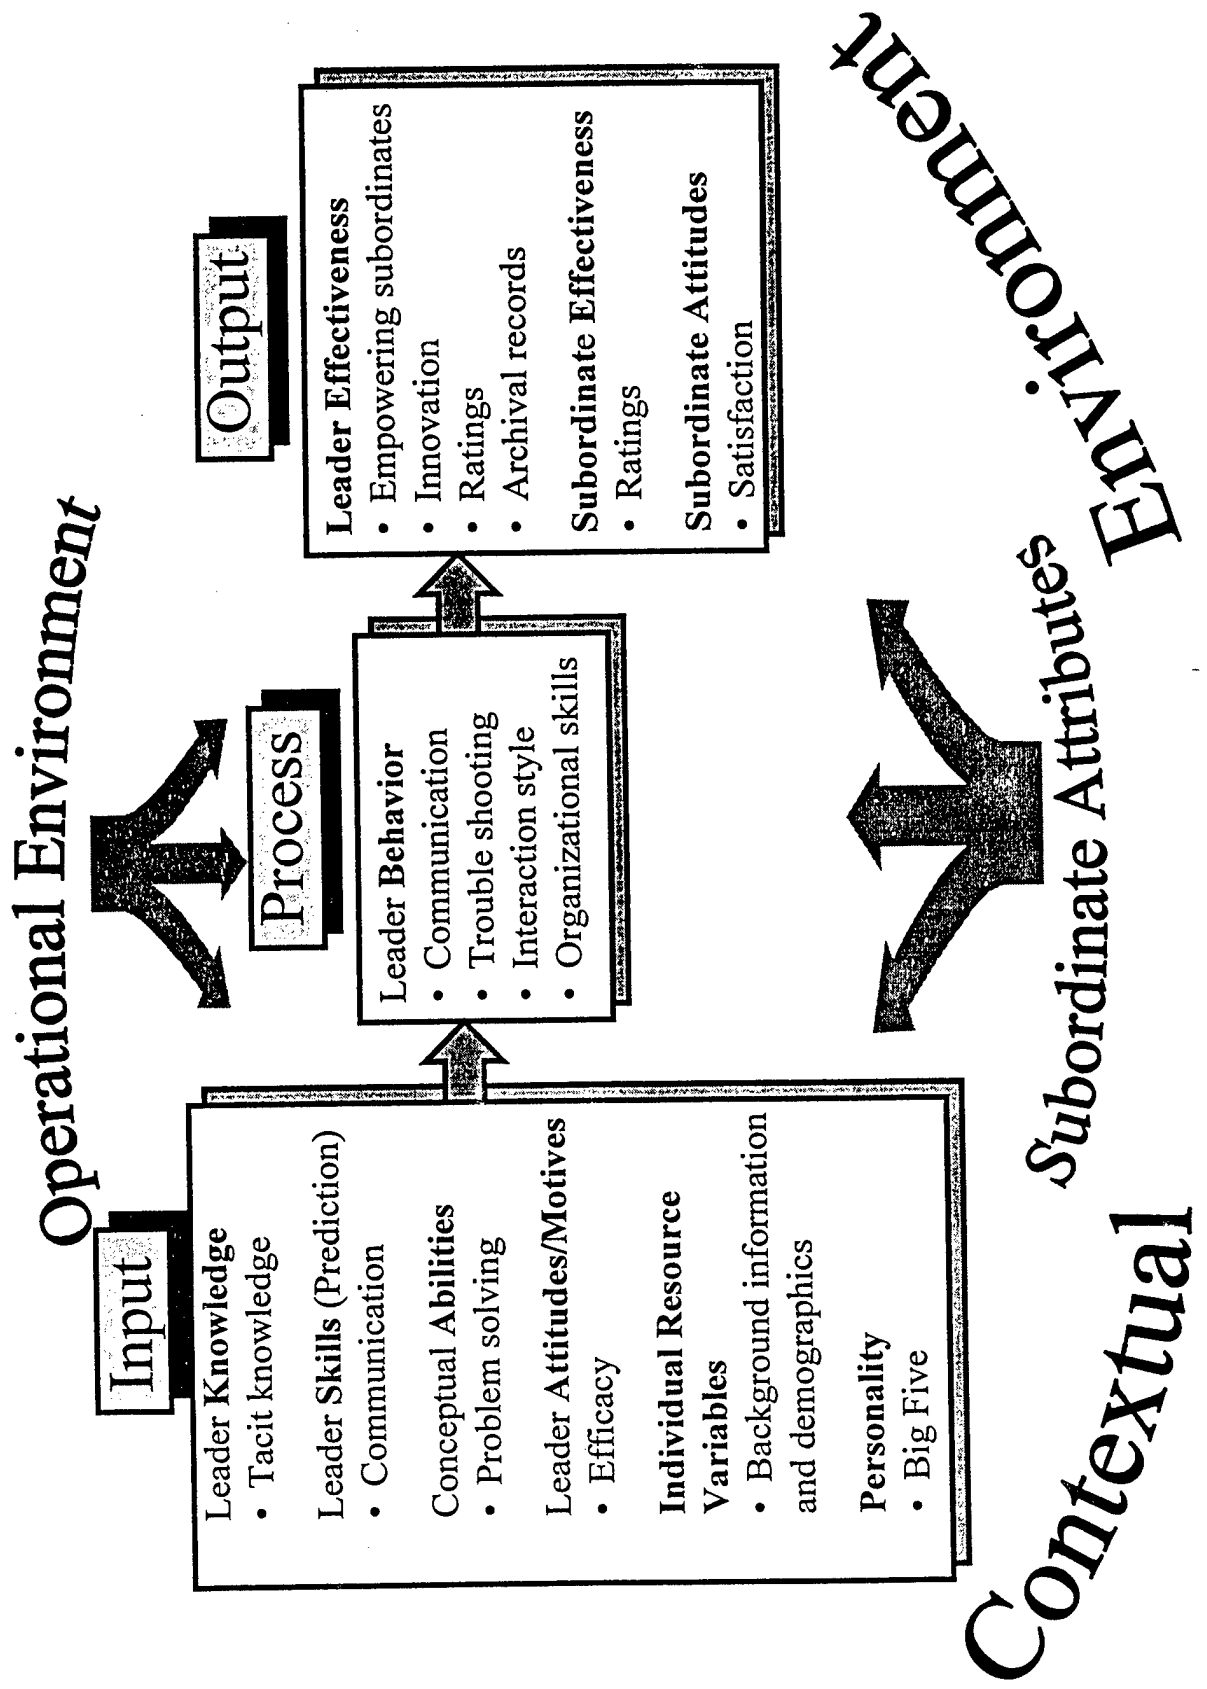 Operational Environment
Input
Leader Knowledge
• Tacit knowledge
Leader Skills (Prediction)
• Communication
Conceptual Abilities
• Problem solving
Leader Attitudes/Motives
• Efficacy
Individual Resource
Variables
• Background information
and demographics
Personality
• Big Five
Process
Leader Behavior
• Communication
• Trouble shooting
• Interaction style
• Organizational skills
Output
Leader Effectiveness
• Empowering subordinates
• Innovation
• Ratings
• Archival records
Subordinate Effectiveness
• Ratings
Subordinate Attitudes
• Satisfaction
Subordinate Attributes
Contextual Environment